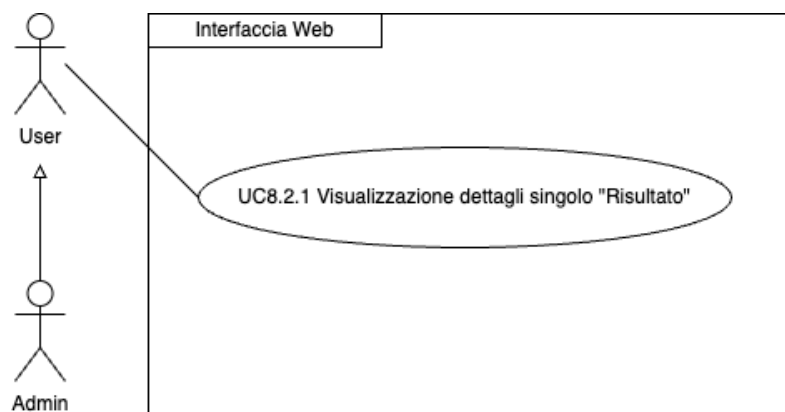 Interfaccia Web
User
UC8.2.1 Visualizzazione dettagli singolo "Risultato"
Admin